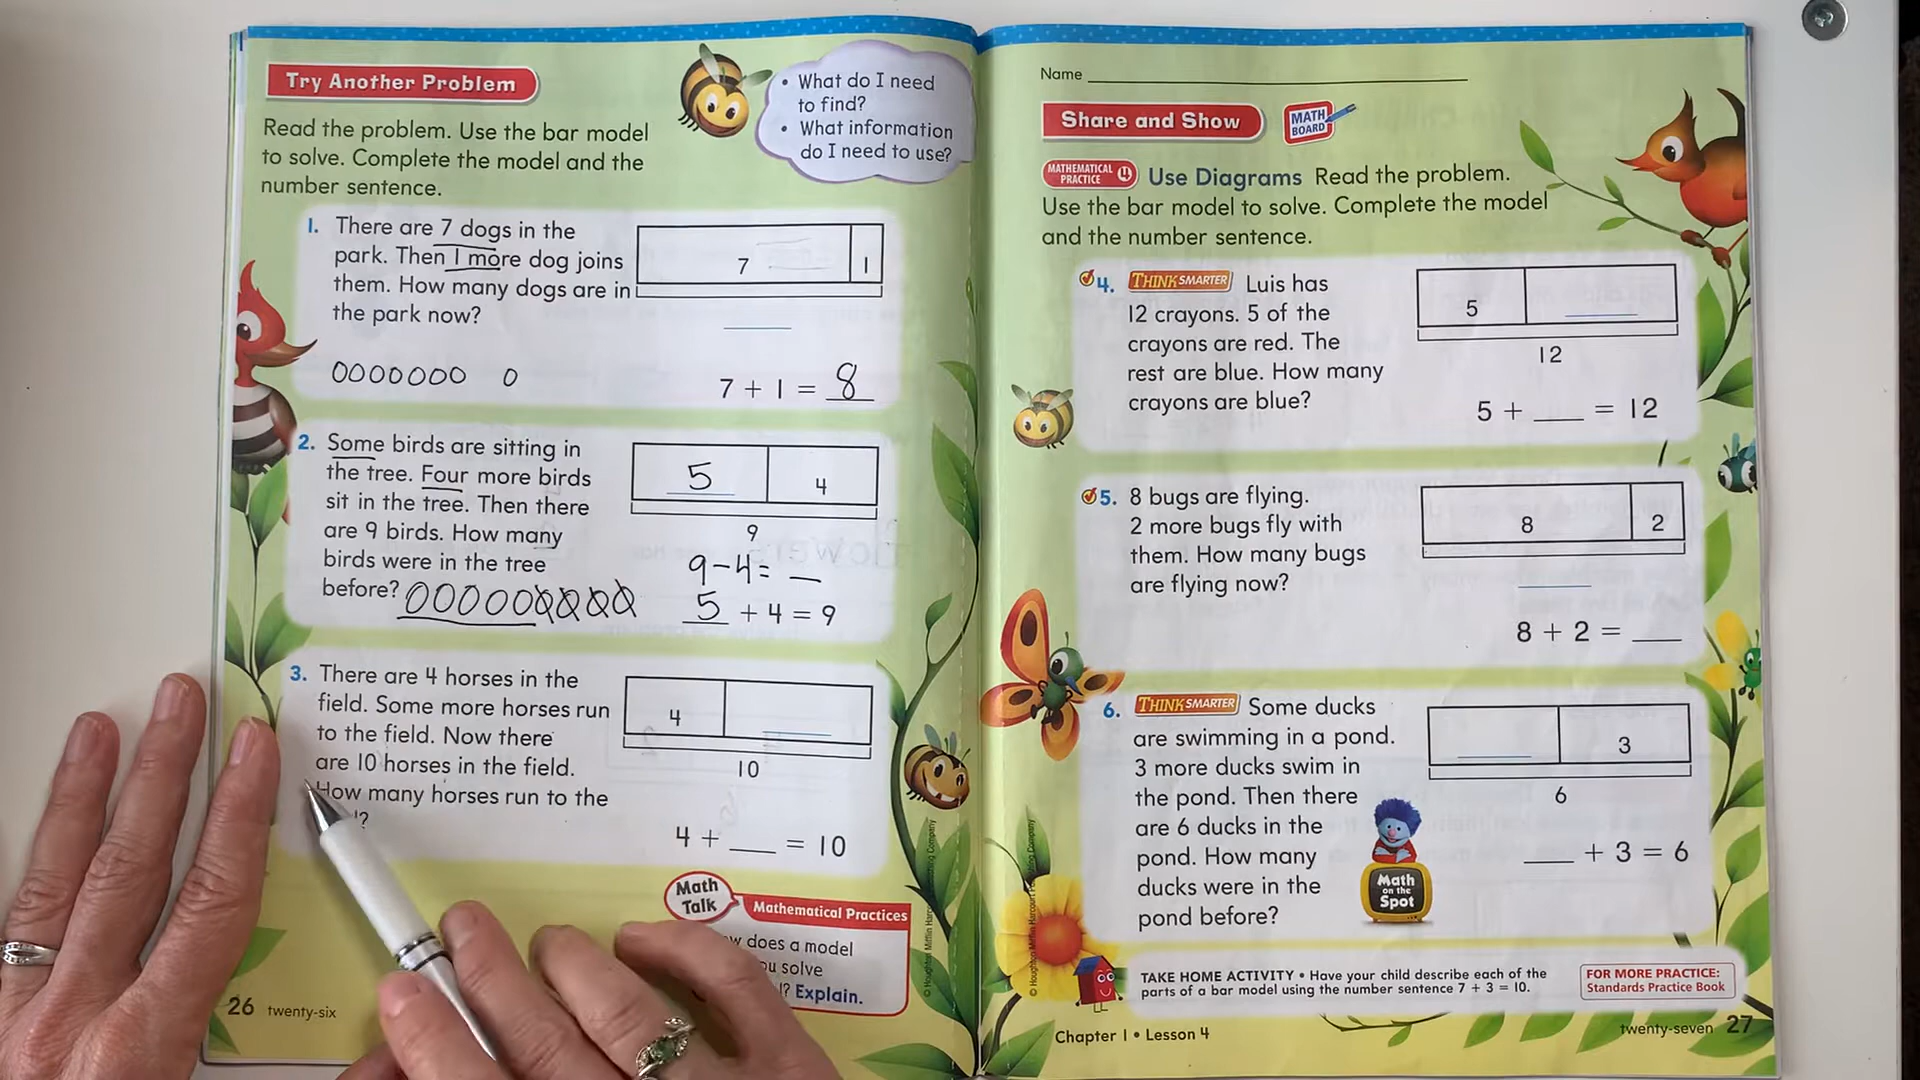 Try Another Problem
Read the problem. Use the bar model
to solve. Complete the model and the
number sentence.
• What do I need
to find?
• What information
do I need to use?
1. There are 7 dogs in the
park. Then 1 more dog joins
them. How many dogs are in
the park now?
7 1
0000000 0
7 + 1 = 8
2. Some birds are sitting in
the tree. Four more birds
sit in the tree. Then there
are 9 birds. How many
birds were in the tree
before?
5 4
9
9-4= _
5 + 4 = 9
3. There are 4 horses in the
field. Some more horses run
to the field. Now there
are 10 horses in the field.
How many horses run to the
4
10
4 + ___ = 10
Math
Talk
Mathematical Practices
does a model
solve
Explain.
26 twenty-six
© Houghton Mifflin Harcourt Publishing Company
Name
Share and Show
MATH
BOARD
MATHEMATICAL
PRACTICE 4
Use Diagrams Read the problem.
Use the bar model to solve. Complete the model
and the number sentence.
4. THINK SMARTER Luis has
12 crayons. 5 of the
crayons are red. The
rest are blue. How many
crayons are blue?
5
12
5 + ___ = 12
5. 8 bugs are flying.
2 more bugs fly with
them. How many bugs
are flying now?
8 2
8 + 2 = ___
6. THINK SMARTER Some ducks
are swimming in a pond.
3 more ducks swim in
the pond. Then there
are 6 ducks in the
pond. How many
ducks were in the
pond before?
3
6
___ + 3 = 6
Math
on the
Spot
© Houghton Mifflin Harcourt Publishing Company
TAKE HOME ACTIVITY • Have your child describe each of the
parts of a bar model using the number sentence 7 + 3 = 10.
FOR MORE PRACTICE:
Standards Practice Book
Chapter 1 • Lesson 4
twenty-seven 27